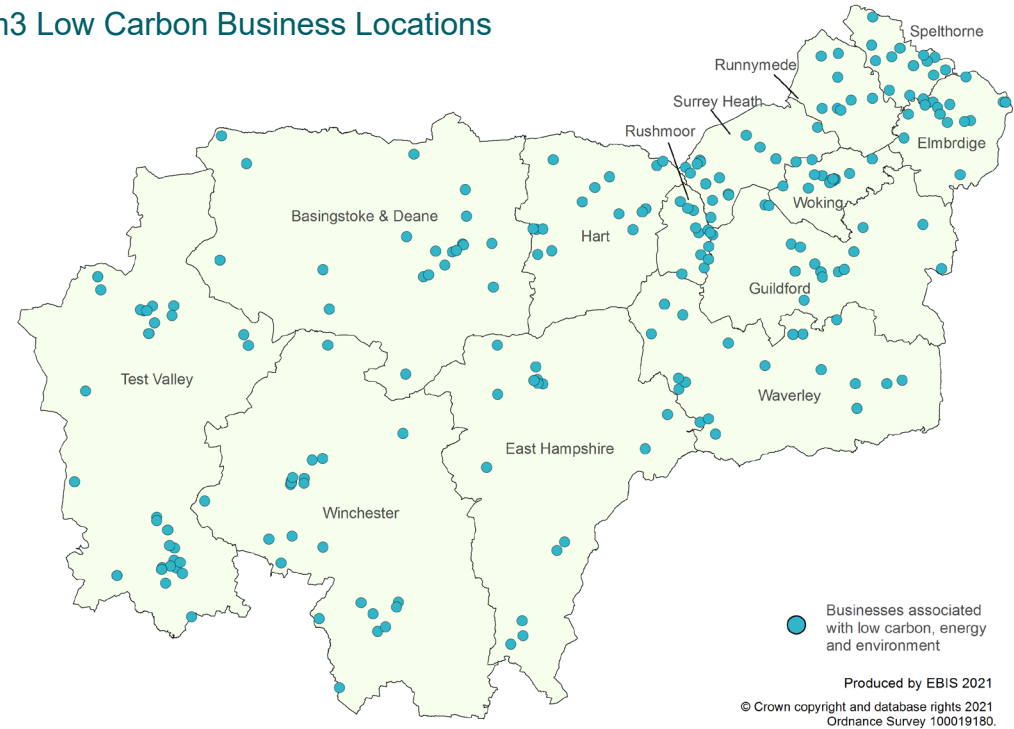 m3 Low Carbon Business Locations
Spelthorne
Runnymede
Surrey Heath
Rushmoor
Elmbrdige
Woking
Basingstoke & Deane
Hart
Guildford
Test Valley
Waverley
East Hampshire
Winchester
Businesses associated
with low carbon, energy
and environment
Produced by EBIS 2021
© Crown copyright and database rights 2021
Ordnance Survey 100019180.